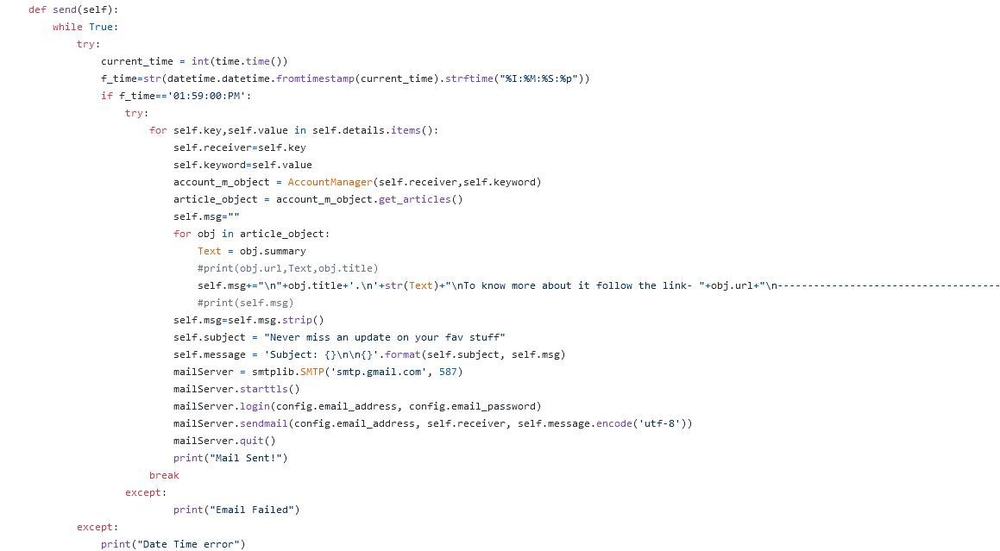 def send(self):
    while True:
        try:
            current_time = int(time.time())
            f_time=str(datetime.datetime.fromtimestamp(current_time).strftime("%I:%M:%S:%p"))
            if f_time=='01:59:00:PM':
                try:
                    for self.key,self.value in self.details.items():
                        self.receiver=self.key
                        self.keyword=self.value
                        account_m_object = AccountManager(self.receiver,self.keyword)
                        article_object = account_m_object.get_articles()
                        self.msg=""
                        for obj in article_object:
                            Text = obj.summary
                            #print(obj.url,Text,obj.title)
                            self.msg+="\n"+obj.title+'.\n'+str(Text)+"\nTo know more about it follow the link- "+obj.url+"\n-------------------------------------
                            #print(self.msg)
                        self.msg=self.msg.strip()
                        self.subject = "Never miss an update on your fav stuff"
                        self.message = 'Subject: {}\n\n{}'.format(self.subject, self.msg)
                        mailServer = smtplib.SMTP('smtp.gmail.com', 587)
                        mailServer.starttls()
                        mailServer.login(config.email_address, config.email_password)
                        mailServer.sendmail(config.email_address, self.receiver, self.message.encode('utf-8'))
                        mailServer.quit()
                        print("Mail Sent!")
                    break
                except:
                        print("Email Failed")
        except:
            print("Date Time error")